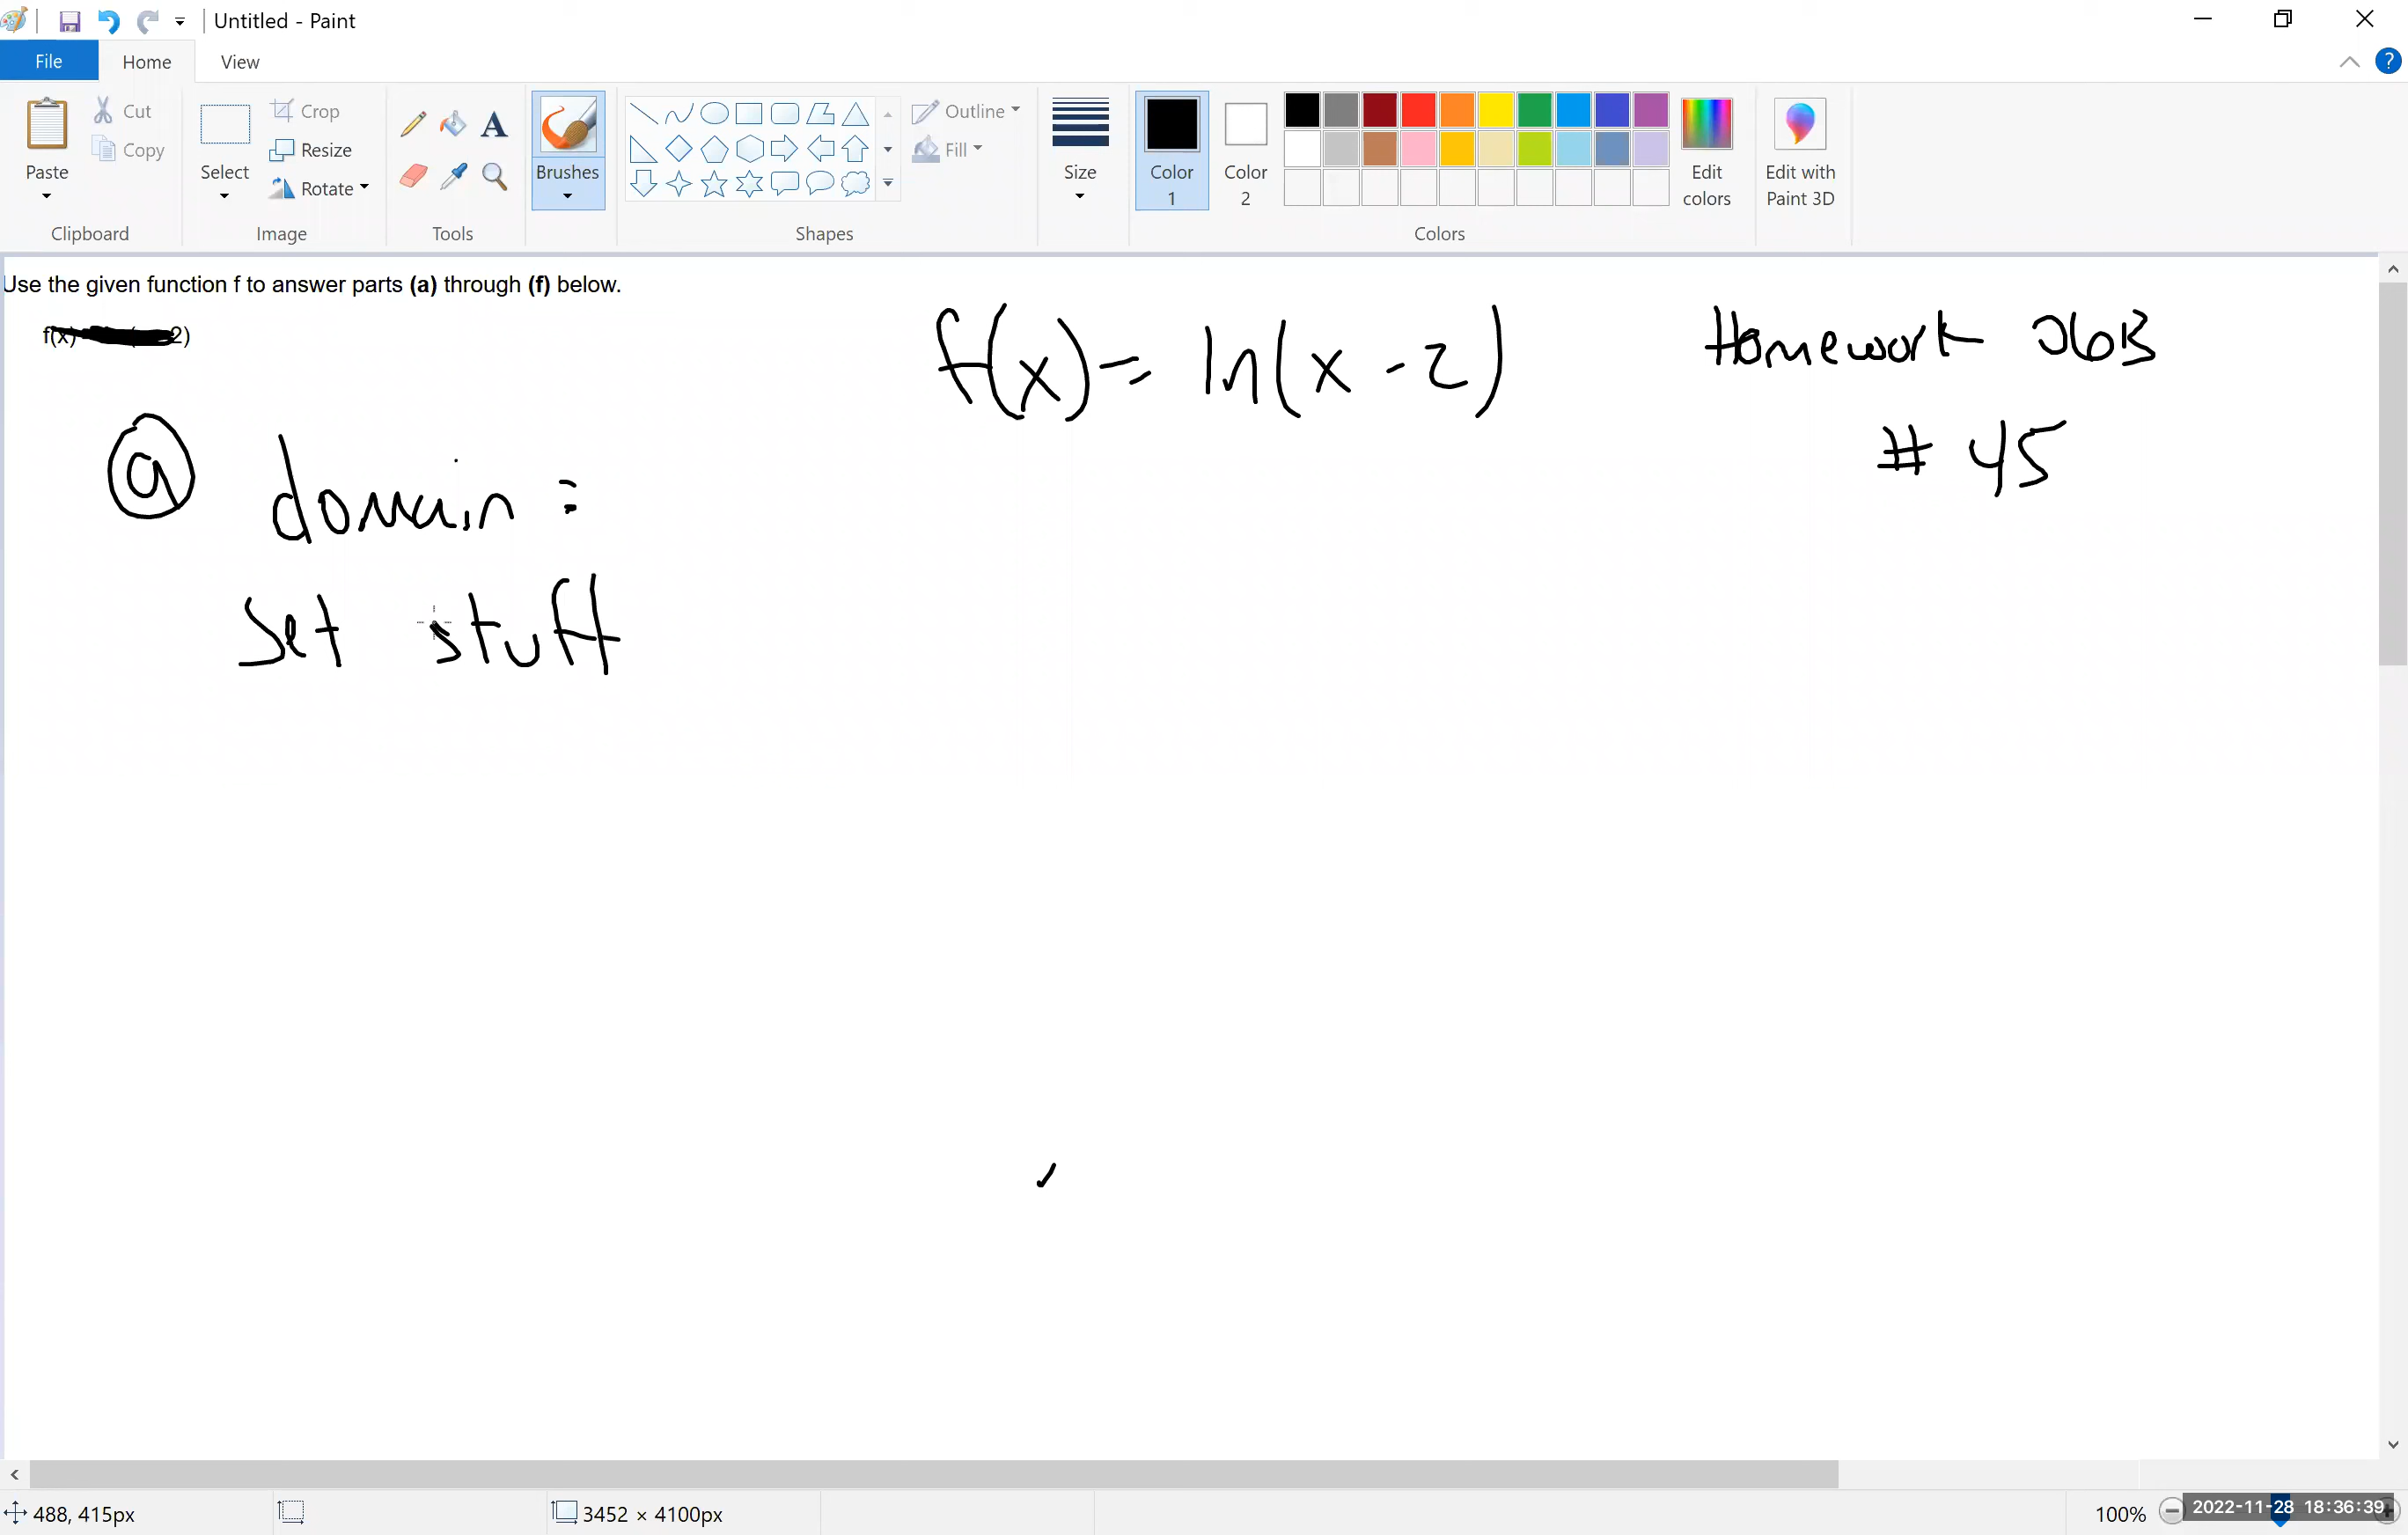 Untitled - Paint
File Home View
Paste Cut Copy Clipboard
Select Crop Resize Rotate Image
A Tools
Brushes
Outline Fill Shapes
Size
Color 1 Color 2 Edit colors Colors
Edit with Paint 3D
Use the given function f to answer parts (a) through (f) below.
f(x) 2)
f(x) = ln(x - 2)
Homework
# 45
a domain:
Set stuff
488, 415px
3452 × 4100px
100%
2022-11-28 18:36:39